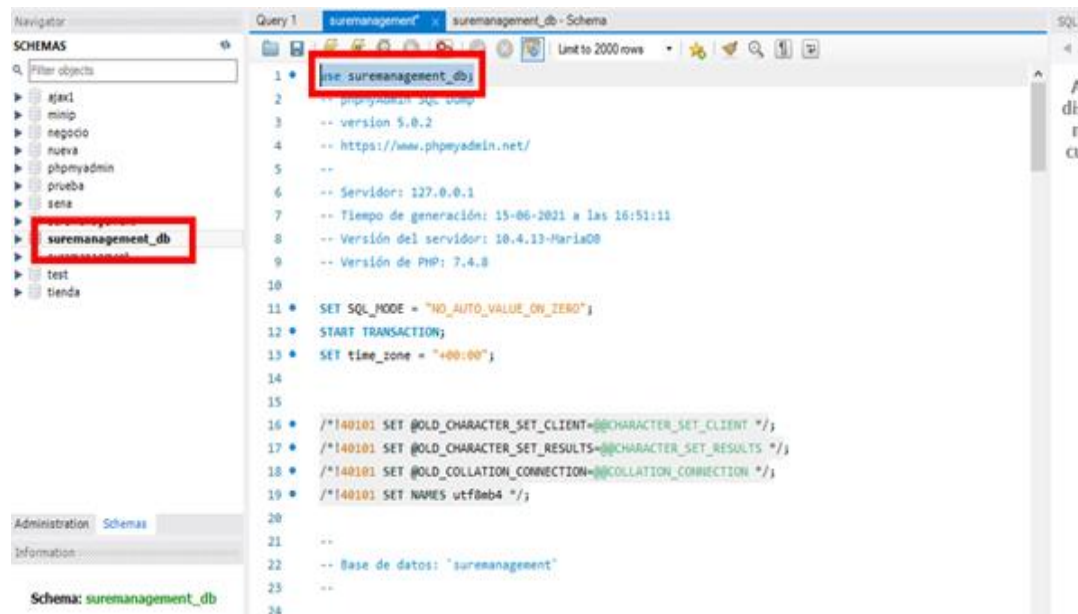 Navigator
SCHEMAS
Filter objects
ajax1
minip
negocio
nueva
phpmyadmin
prueba
sena
suremanagement_db
test
tienda
Administration Schemas
Information
Schema: suremanagement_db
Query 1 suremanagement* suremanagement_db - Schema
Limit to 2000 rows
1 use suremanagement_db;
2 -- phpMyAdmin SQL Dump
3 -- version 5.0.2
4 -- https://www.phpmyadmin.net/
5 --
6 -- Servidor: 127.0.0.1
7 -- Tiempo de generación: 15-06-2021 a las 16:51:11
8 -- Versión del servidor: 10.4.13-MariaDB
9 -- Versión de PHP: 7.4.8
10
11 SET SQL_MODE = "NO_AUTO_VALUE_ON_ZERO";
12 START TRANSACTION;
13 SET time_zone = "+00:00";
14
15
16 /*!40101 SET @OLD_CHARACTER_SET_CLIENT=@@CHARACTER_SET_CLIENT */;
17 /*!40101 SET @OLD_CHARACTER_SET_RESULTS=@@CHARACTER_SET_RESULTS */;
18 /*!40101 SET @OLD_COLLATION_CONNECTION=@@COLLATION_CONNECTION */;
19 /*!40101 SET NAMES utf8mb4 */;
20
21 --
22 -- Base de datos: `suremanagement`
23 --
24
SQL